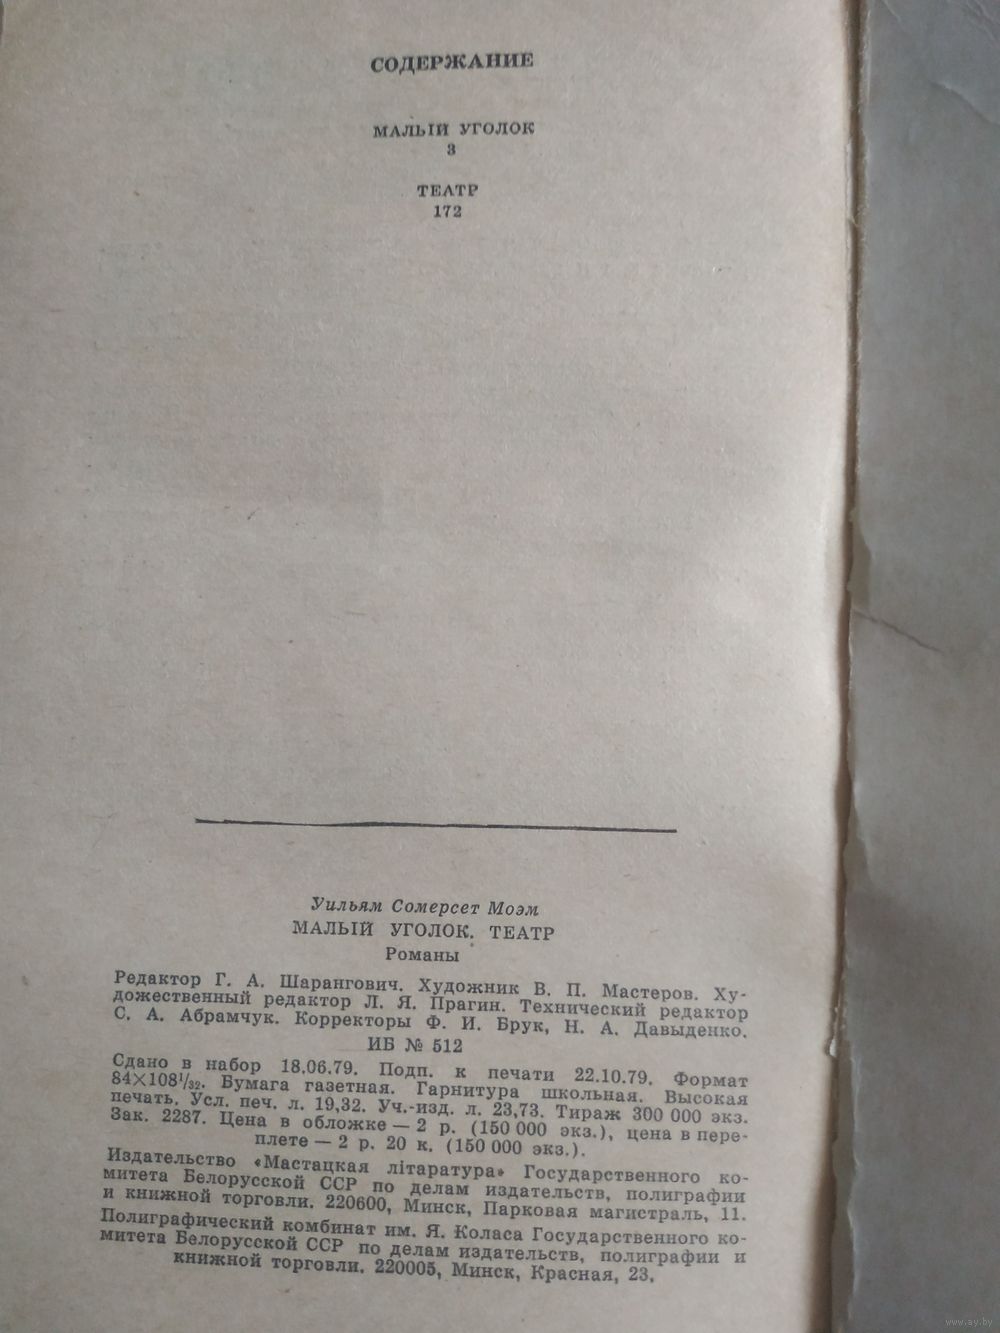 СОДЕРЖАНИЕ
МАЛЫЙ УГОЛОК
3
ТЕАТР
172
Уильям Сомерсет Моэм
МАЛЫЙ УГОЛОК. ТЕАТР
Романы
Редактор Г. А. Шарангович. Художник В. П. Мастеров. Ху-
дожественный редактор Л. Я. Прагин. Технический редактор
С. А. Абрамчук. Корректоры Ф. И. Брук, Н. А. Давыденко.
ИБ № 512
Сдано в набор 18.06.79. Подп. к печати 22.10.79. Формат
84×108¹/₃₂. Бумага газетная. Гарнитура школьная. Высокая
печать. Усл. печ. л. 19,32. Уч.-изд. л. 23,73. Тираж 300 000 экз.
Зак. 2287. Цена в обложке — 2 р. (150 000 экз.), цена в пере-
плете — 2 р. 20 к. (150 000 экз.).
Издательство «Мастацкая літаратура» Государственного ко-
митета Белорусской ССР по делам издательств, полиграфии
и книжной торговли. 220600, Минск, Парковая магистраль, 11.
Полиграфический комбинат им. Я. Коласа Государственного ко-
митета Белорусской ССР по делам издательств, полиграфии и
книжной торговли. 220005, Минск, Красная, 23.
www.ay.by